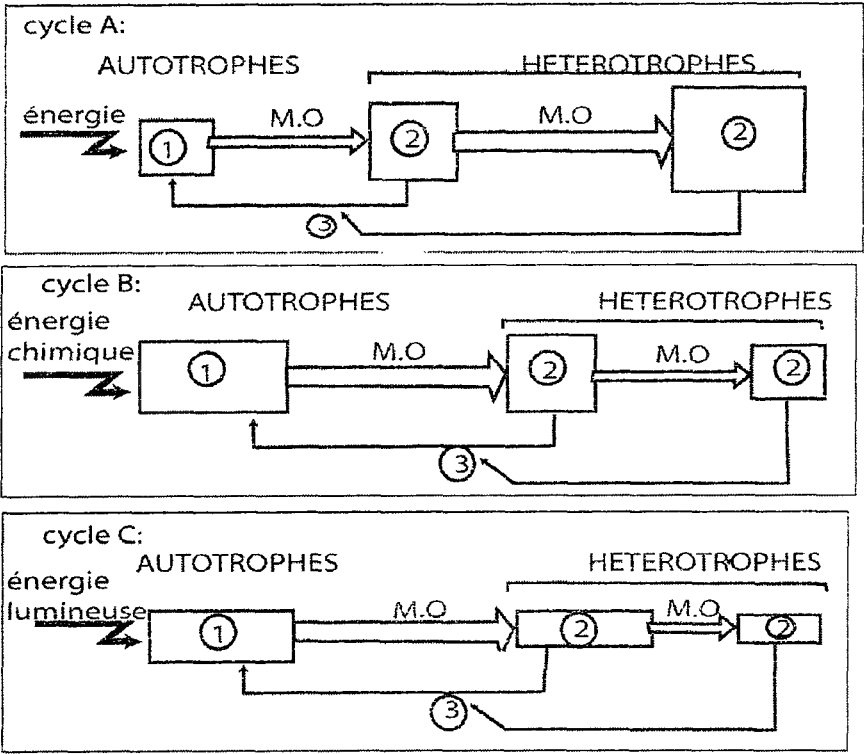 cycle A:
AUTOTROPHES HETEROTROPHES
énergie M.O M.O
1 2 2
3
cycle B:
AUTOTROPHES HETEROTROPHES
énergie
chimique M.O M.O
1 2 2
3
cycle C:
AUTOTROPHES HETEROTROPHES
énergie
lumineuse M.O M.O
1 2 2
3